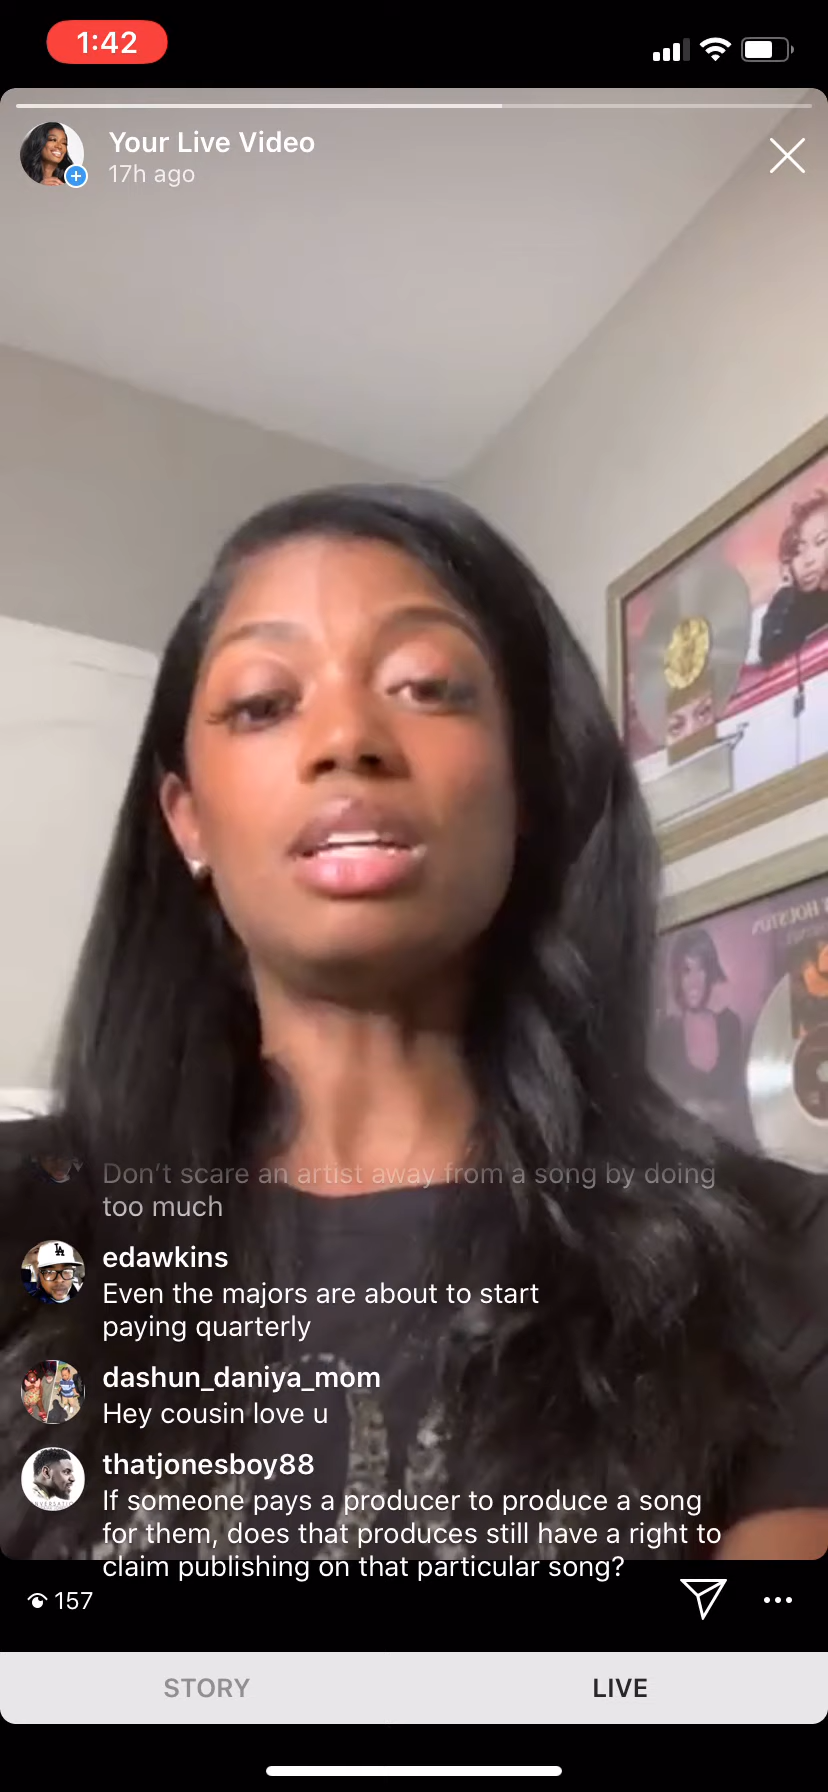 1:42
Your Live Video
17h ago
Don't scare an artist away from a song by doing
too much
edawkins
Even the majors are about to start
paying quarterly
dashun_daniya_mom
Hey cousin love u
thatjonesboy88
If someone pays a producer to produce a song
for them, does that produces still have a right to
claim publishing on that particular song?
157
STORY
LIVE